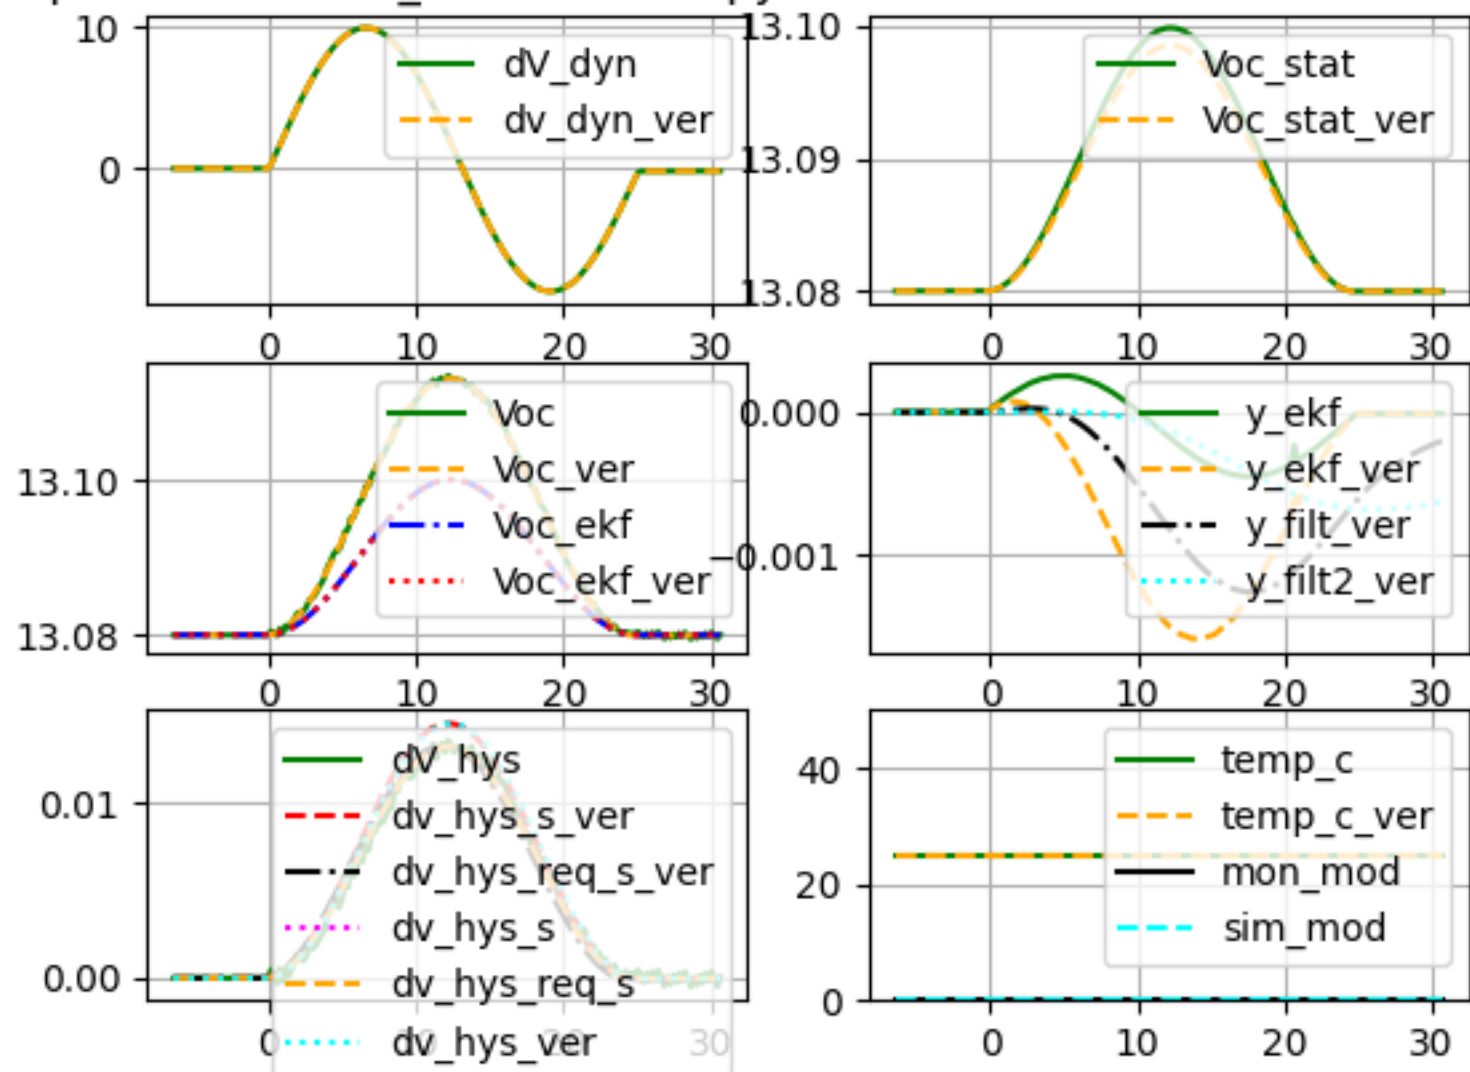 10
0
dV_dyn
dv_dyn_ver
0 10 20 30
13.10
13.09
13.08
Voc_stat
Voc_stat_ver
0 10 20 30
13.10
13.08
Voc
Voc_ver
Voc_ekf
Voc_ekf_ver
0 10 20 30
0.000
−0.001
y_ekf
y_ekf_ver
y_filt_ver
y_filt2_ver
0 10 20 30
0.01
0.00
dV_hys
dv_hys_s_ver
dv_hys_req_s_ver
dv_hys_s
dv_hys_req_s
dv_hys_ver
0 10 20 30
40
20
0
temp_c
temp_c_ver
mon_mod
sim_mod
0 10 20 30